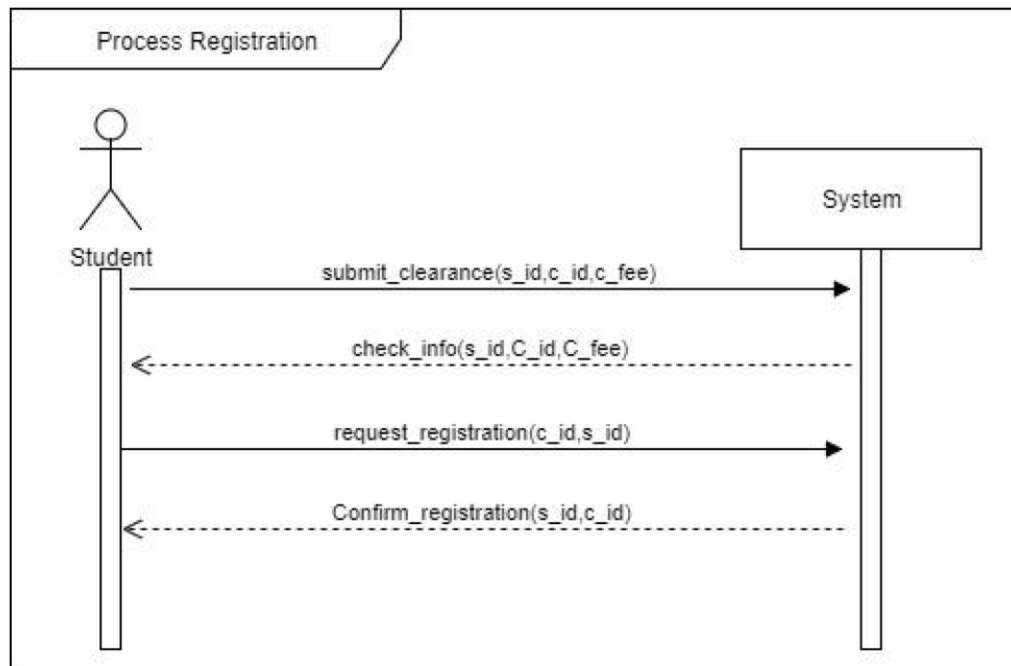 Process Registration
Student
System
submit_clearance(s_id,c_id,c_fee)
check_info(s_id,C_id,C_fee)
request_registration(c_id,s_id)
Confirm_registration(s_id,c_id)